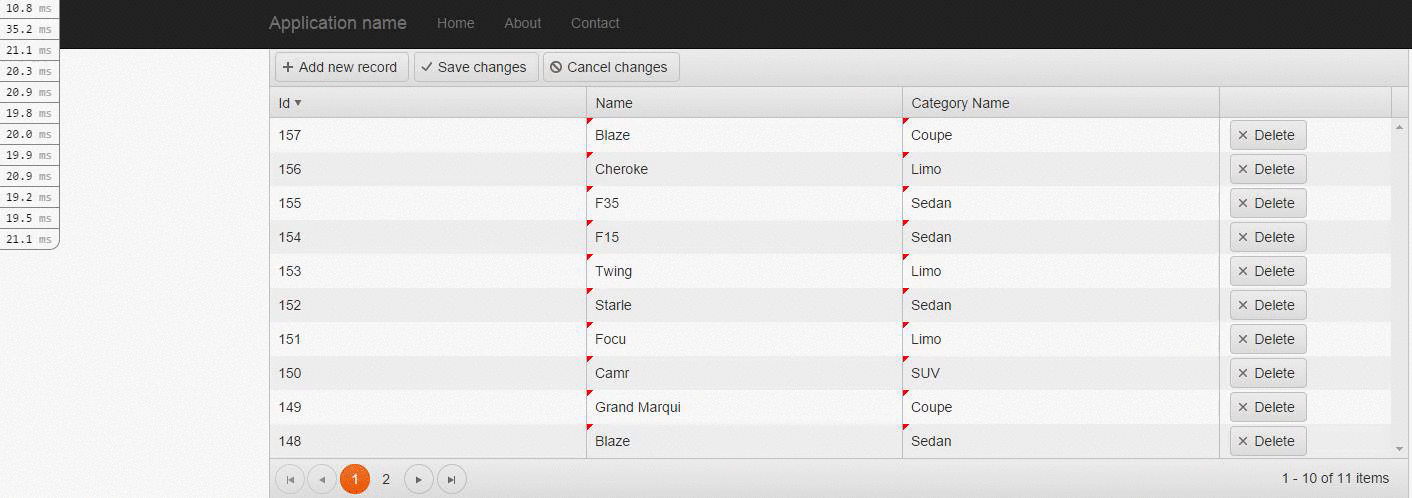 10.8 ms
35.2 ms
21.1 ms
20.3 ms
20.9 ms
19.8 ms
20.0 ms
19.9 ms
20.9 ms
19.2 ms
19.5 ms
21.1 ms
Application name Home About Contact
Add new record Save changes Cancel changes
Id Name Category Name
157 Blaze Coupe Delete
156 Cheroke Limo Delete
155 F35 Sedan Delete
154 F15 Sedan Delete
153 Twing Limo Delete
152 Starle Sedan Delete
151 Focu Limo Delete
150 Camr SUV Delete
149 Grand Marqui Coupe Delete
148 Blaze Sedan Delete
1 2 1 - 10 of 11 items